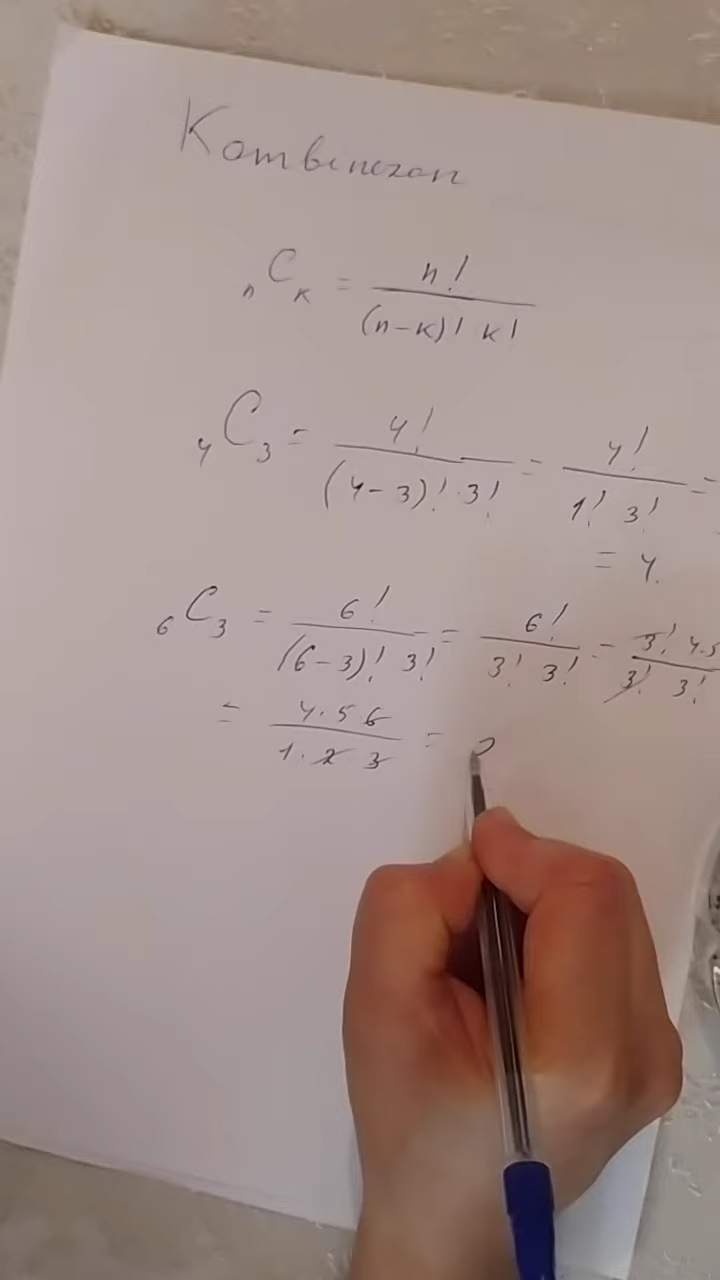 Kombinezon
nCk = n! / (n-k)! k!
4C3 = 4! / (4-3)! · 3! = 4! / 1! 3! =
= 4.
6C3 = 6! / (6-3)! 3! = 6! / 3! 3! = 3! 4.5 / 3! 3!
= 4.5 6 / 1. 2 3 =